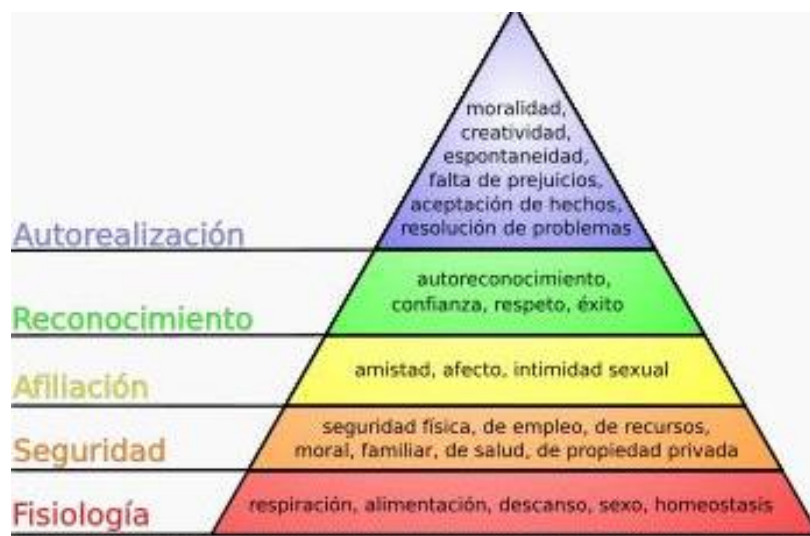 moralidad,
creatividad,
espontaneidad,
falta de prejuicios,
aceptación de hechos,
resolución de problemas
Autorealización
autoreconocimiento,
confianza, respeto, éxito
Reconocimiento
amistad, afecto, intimidad sexual
Afiliación
seguridad física, de empleo, de recursos,
moral, familiar, de salud, de propiedad privada
Seguridad
respiración, alimentación, descanso, sexo, homeostasis
Fisiología